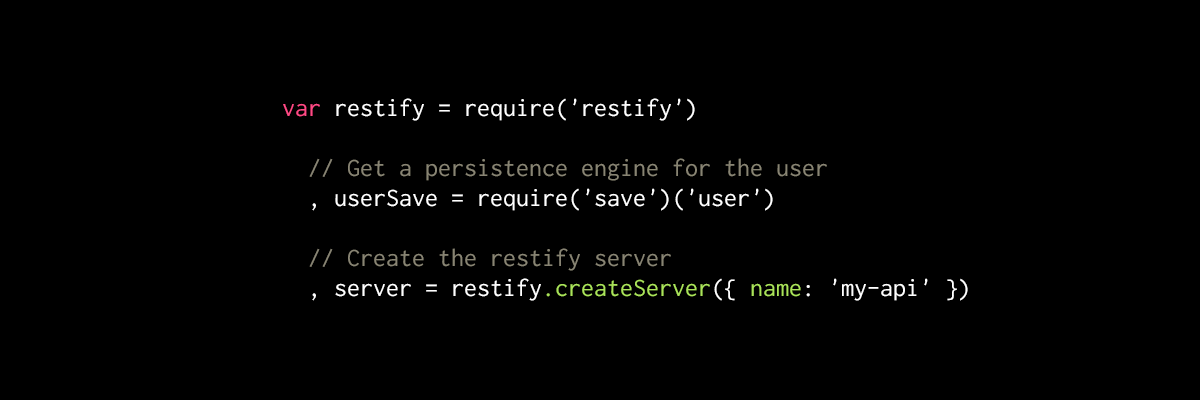 var restify = require('restify')
// Get a persistence engine for the user
, userSave = require('save')('user')
// Create the restify server
, server = restify.createServer({ name: 'my-api' })